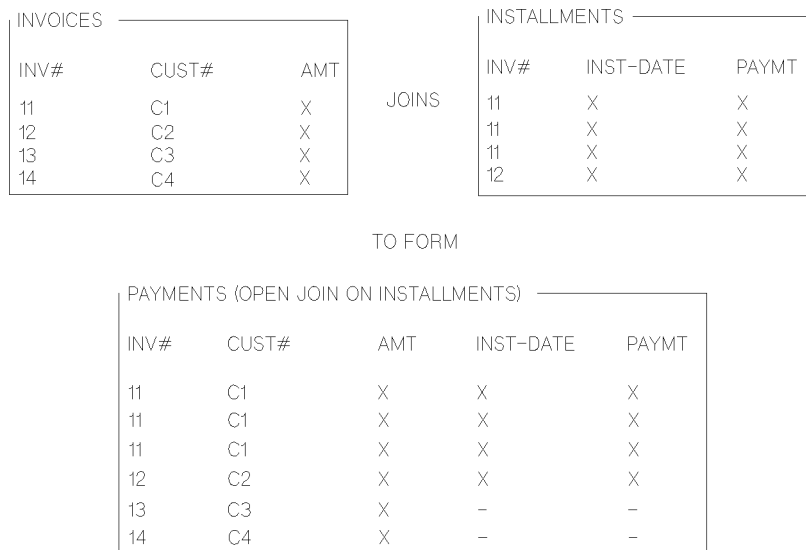 INVOICES
INV# CUST# AMT
11 C1 X
12 C2 X
13 C3 X
14 C4 X
JOINS
INSTALLMENTS
INV# INST-DATE PAYMT
11 X X
11 X X
11 X X
12 X X
TO FORM
PAYMENTS (OPEN JOIN ON INSTALLMENTS)
INV# CUST# AMT INST-DATE PAYMT
11 C1 X X X
11 C1 X X X
11 C1 X X X
12 C2 X X X
13 C3 X - -
14 C4 X - -